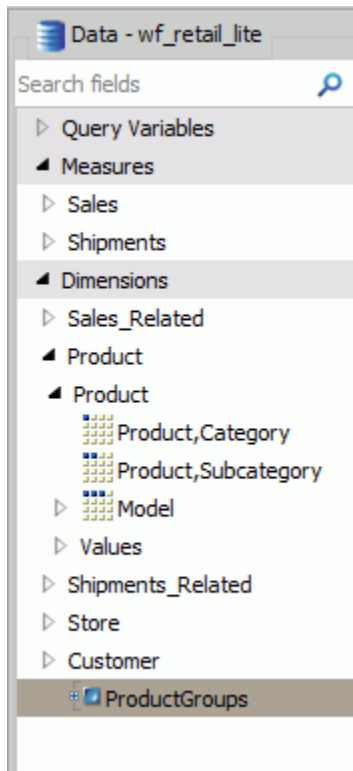 Data - wf_retail_lite
Search fields
Query Variables
Measures
Sales
Shipments
Dimensions
Sales_Related
Product
Product
Product,Category
Product,Subcategory
Model
Values
Shipments_Related
Store
Customer
ProductGroups